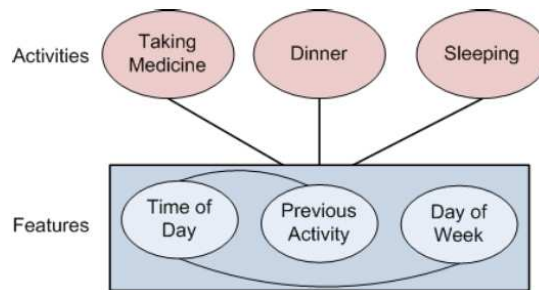 Activities
Taking
Medicine
Dinner
Sleeping
Features
Time of
Day
Previous
Activity
Day of
Week